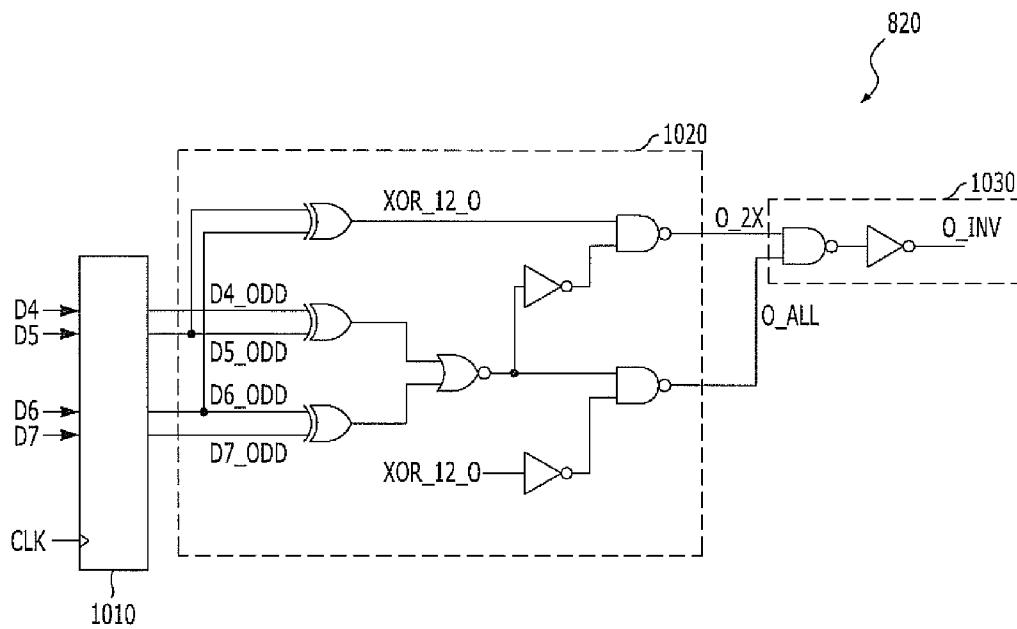 820
1020
1030
XOR_12_O
O_2X
O_INV
D4_ODD
D4
D5
D5_ODD
O_ALL
D6_ODD
D6
D7
D7_ODD
XOR_12_O
CLK
1010